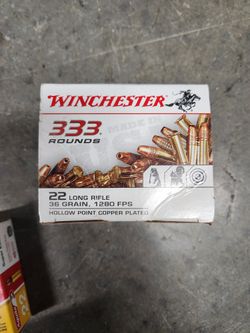 WINCHESTER
333
ROUNDS
22 LONG RIFLE
36 GRAIN, 1280 FPS
HOLLOW POINT COPPER PLATED